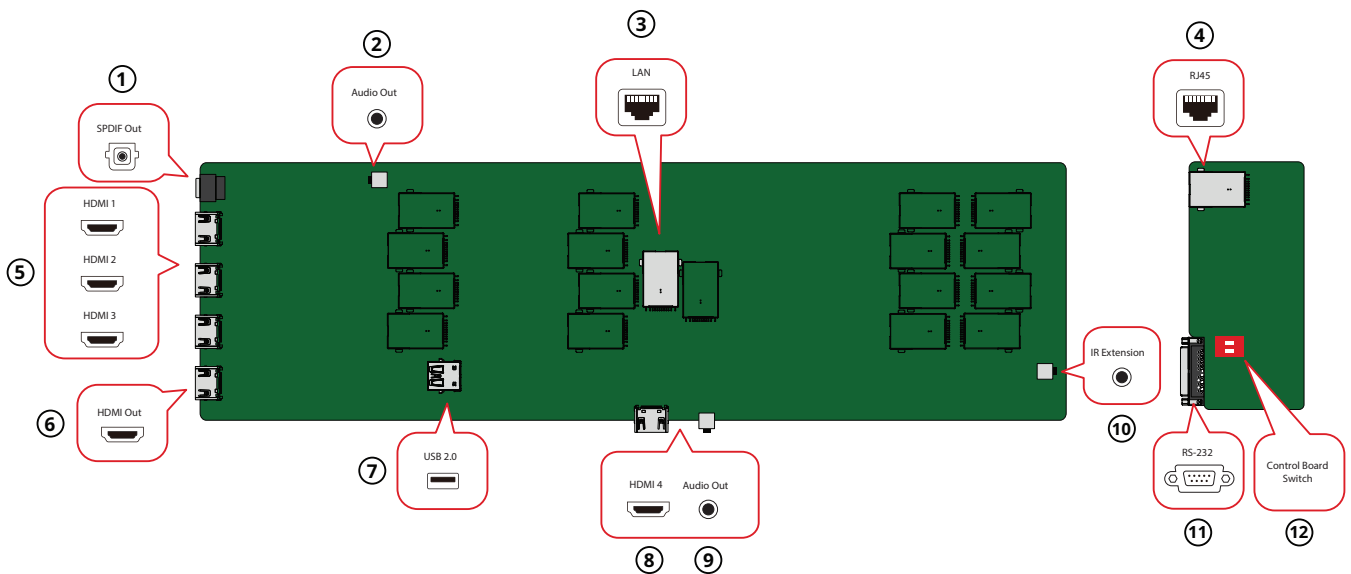 1
SPDIF Out
2
Audio Out
3
LAN
4
RJ45
5
HDMI 1
HDMI 2
HDMI 3
6
HDMI Out
7
USB 2.0
HDMI 4
Audio Out
8
9
IR Extension
10
RS-232
11
Control Board
Switch
12